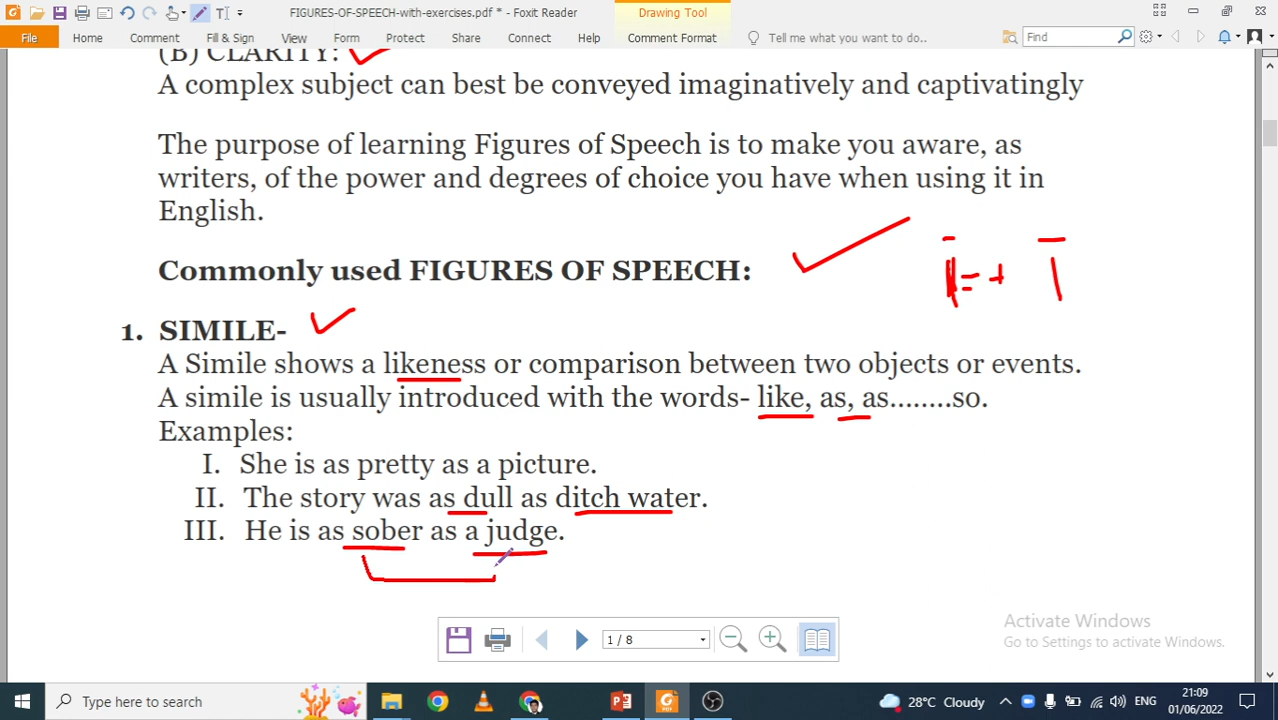 FIGURES-OF-SPEECH-with-exercises.pdf * - Foxit Reader
Drawing Tool
File Home Comment Fill & Sign View Form Protect Share Connect Help Comment Format Tell me what you want to do.. Find
(B) CLARITY:
A complex subject can best be conveyed imaginatively and captivatingly
The purpose of learning Figures of Speech is to make you aware, as
writers, of the power and degrees of choice you have when using it in
English.
Commonly used FIGURES OF SPEECH:
1. SIMILE-
A Simile shows a likeness or comparison between two objects or events.
A simile is usually introduced with the words- like, as, as........so.
Examples:
I. She is as pretty as a picture.
II. The story was as dull as ditch water.
III. He is as sober as a judge.
Activate Windows
Go to Settings to activate Windows.
1 / 8
Type here to search
28°C Cloudy
ENG
21:09
01/06/2022